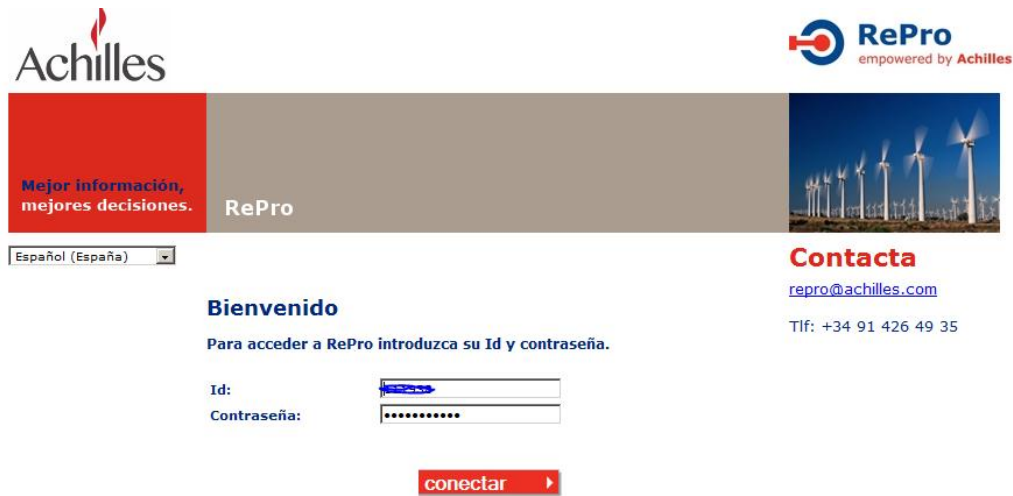 Achilles
RePro
empowered by Achilles
Mejor información,
mejores decisiones.
RePro
Español (España)
Contacta
repro@achilles.com
Tlf: +34 91 426 49 35
Bienvenido
Para acceder a RePro introduzca su Id y contraseña.
Id:
Contraseña:
conectar